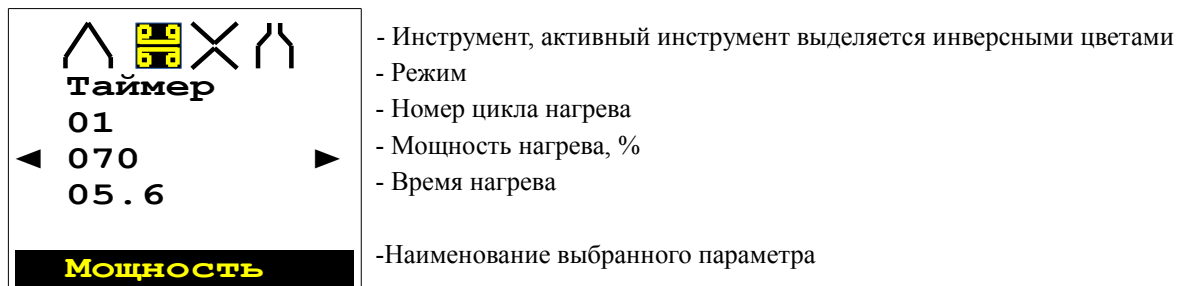 - Инструмент, активный инструмент выделяется инверсными цветами
Таймер - Режим
01 - Номер цикла нагрева
◄ 070 ► - Мощность нагрева, %
05.6 - Время нагрева
Мощность -Наименование выбранного параметра